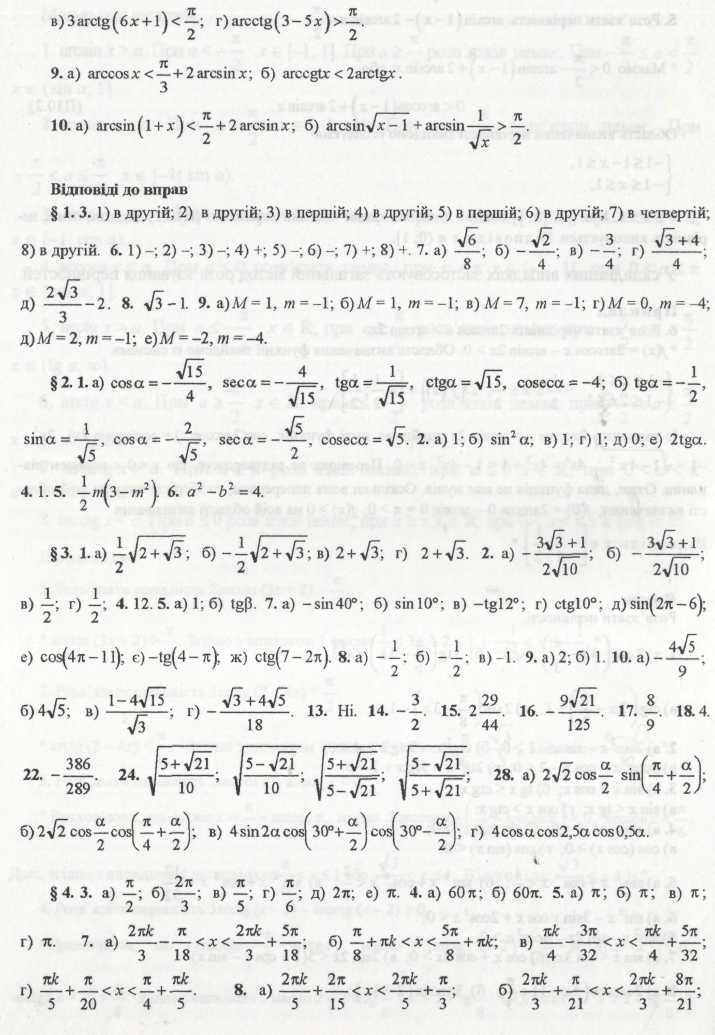 в) 3 arctg(6x+1) < π/2; г) arcctg(3−5x) > π/2.
9. а) arccos x < π/3 + 2 arcsin x; б) arcctgx < 2arctgx.
10. а) arcsin(1+x) < π/2 + 2 arcsin x; б) arcsin√(x−1) + arcsin 1/√x > π/2.
Відповіді до вправ
§ 1. 3. 1) в другій; 2) в другій; 3) в першій; 4) в другій; 5) в першій; 6) в другій; 7) в четвертій;
8) в другій. 6. 1) –; 2) –; 3) –; 4) +; 5) –; 6) –; 7) +; 8) +. 7. а) √6/8; б) −√2/4; в) −3/4; г) (√3+4)/4;
д) 2√3/3 − 2. 8. √3 − 1. 9. а) M = 1, m = –1; б) M = 1, m = –1; в) M = 7, m = –1; г) M = 0, m = –4;
д) M = 2, m = –1; е) M = –2, m = –4.
§ 2. 1. а) cos α = −√15/4, sec α = −4/√15, tgα = −1/√15, ctgα = −√15, cosecα = −4; б) tgα = −1/2,
sin α = 1/√5, cos α = −2/√5, sec α = −√5/2, cosecα = √5. 2. а) 1; б) sin² α; в) 1; г) 1; д) 0; е) 2tgα.
4. 1. 5. 1/2 m(3−m²). 6. a² − b² = 4.
§ 3. 1. а) 1/2 √(2+√3); б) −1/2 √(2+√3); в) 2+√3; г) 2+√3. 2. а) −(3√3+1)/(2√10); б) −(3√3+1)/(2√10);
в) 1/2; г) 1/2; 4. 12. 5. а) 1; б) tgβ. 7. а) −sin 40°; б) sin10°; в) −tg12°; г) ctg10°; д) sin(2π−6);
е) cos(4π−11); є) −tg(4−π); ж) ctg(7−2π). 8. а) −1/2; б) −1/2; в) –1. 9. а) 2; б) 1. 10. а) −4√5/9;
б) 4√5; в) (1−4√15)/√3; г) −(√3+4√5)/18. 13. Ні. 14. −3/2. 15. 2 29/44 16. −9√21/125. 17. 8/9 18. 4.
22. −386/289. 24. √((5+√21)/10); √((5−√21)/10); √((5+√21)/(5−√21)); √((5−√21)/(5+√21)). 28. а) 2√2 cos α/2 sin(π/4 + α/2);
б) 2√2 cos α/2 cos(π/4 + α/2); в) 4 sin 2α cos(30°+α/2) cos(30°−α/2); г) 4 cos α cos 2,5α cos 0,5α.
§ 4. 3. а) π/2; б) 2π/3; в) π/5; г) π/6; д) 2π; е) π. 4. а) 60π; б) 60π. 5. а) π; б) π; в) π;
г) π. 7. а) 2πk/3 − π/18 < x < 2πk/3 + 5π/18; б) π/8 + πk < x < 5π/8 + πk; в) πk/4 − 3π/32 < x < πk/4 + 5π/32;
г) πk/5 + π/20 < x < π/4 + πk/5. 8. а) 2πk/5 + 2π/15 < x < 2πk/5 + π/3; б) 2πk/3 + π/21 < x < 2πk/3 + 8π/21;